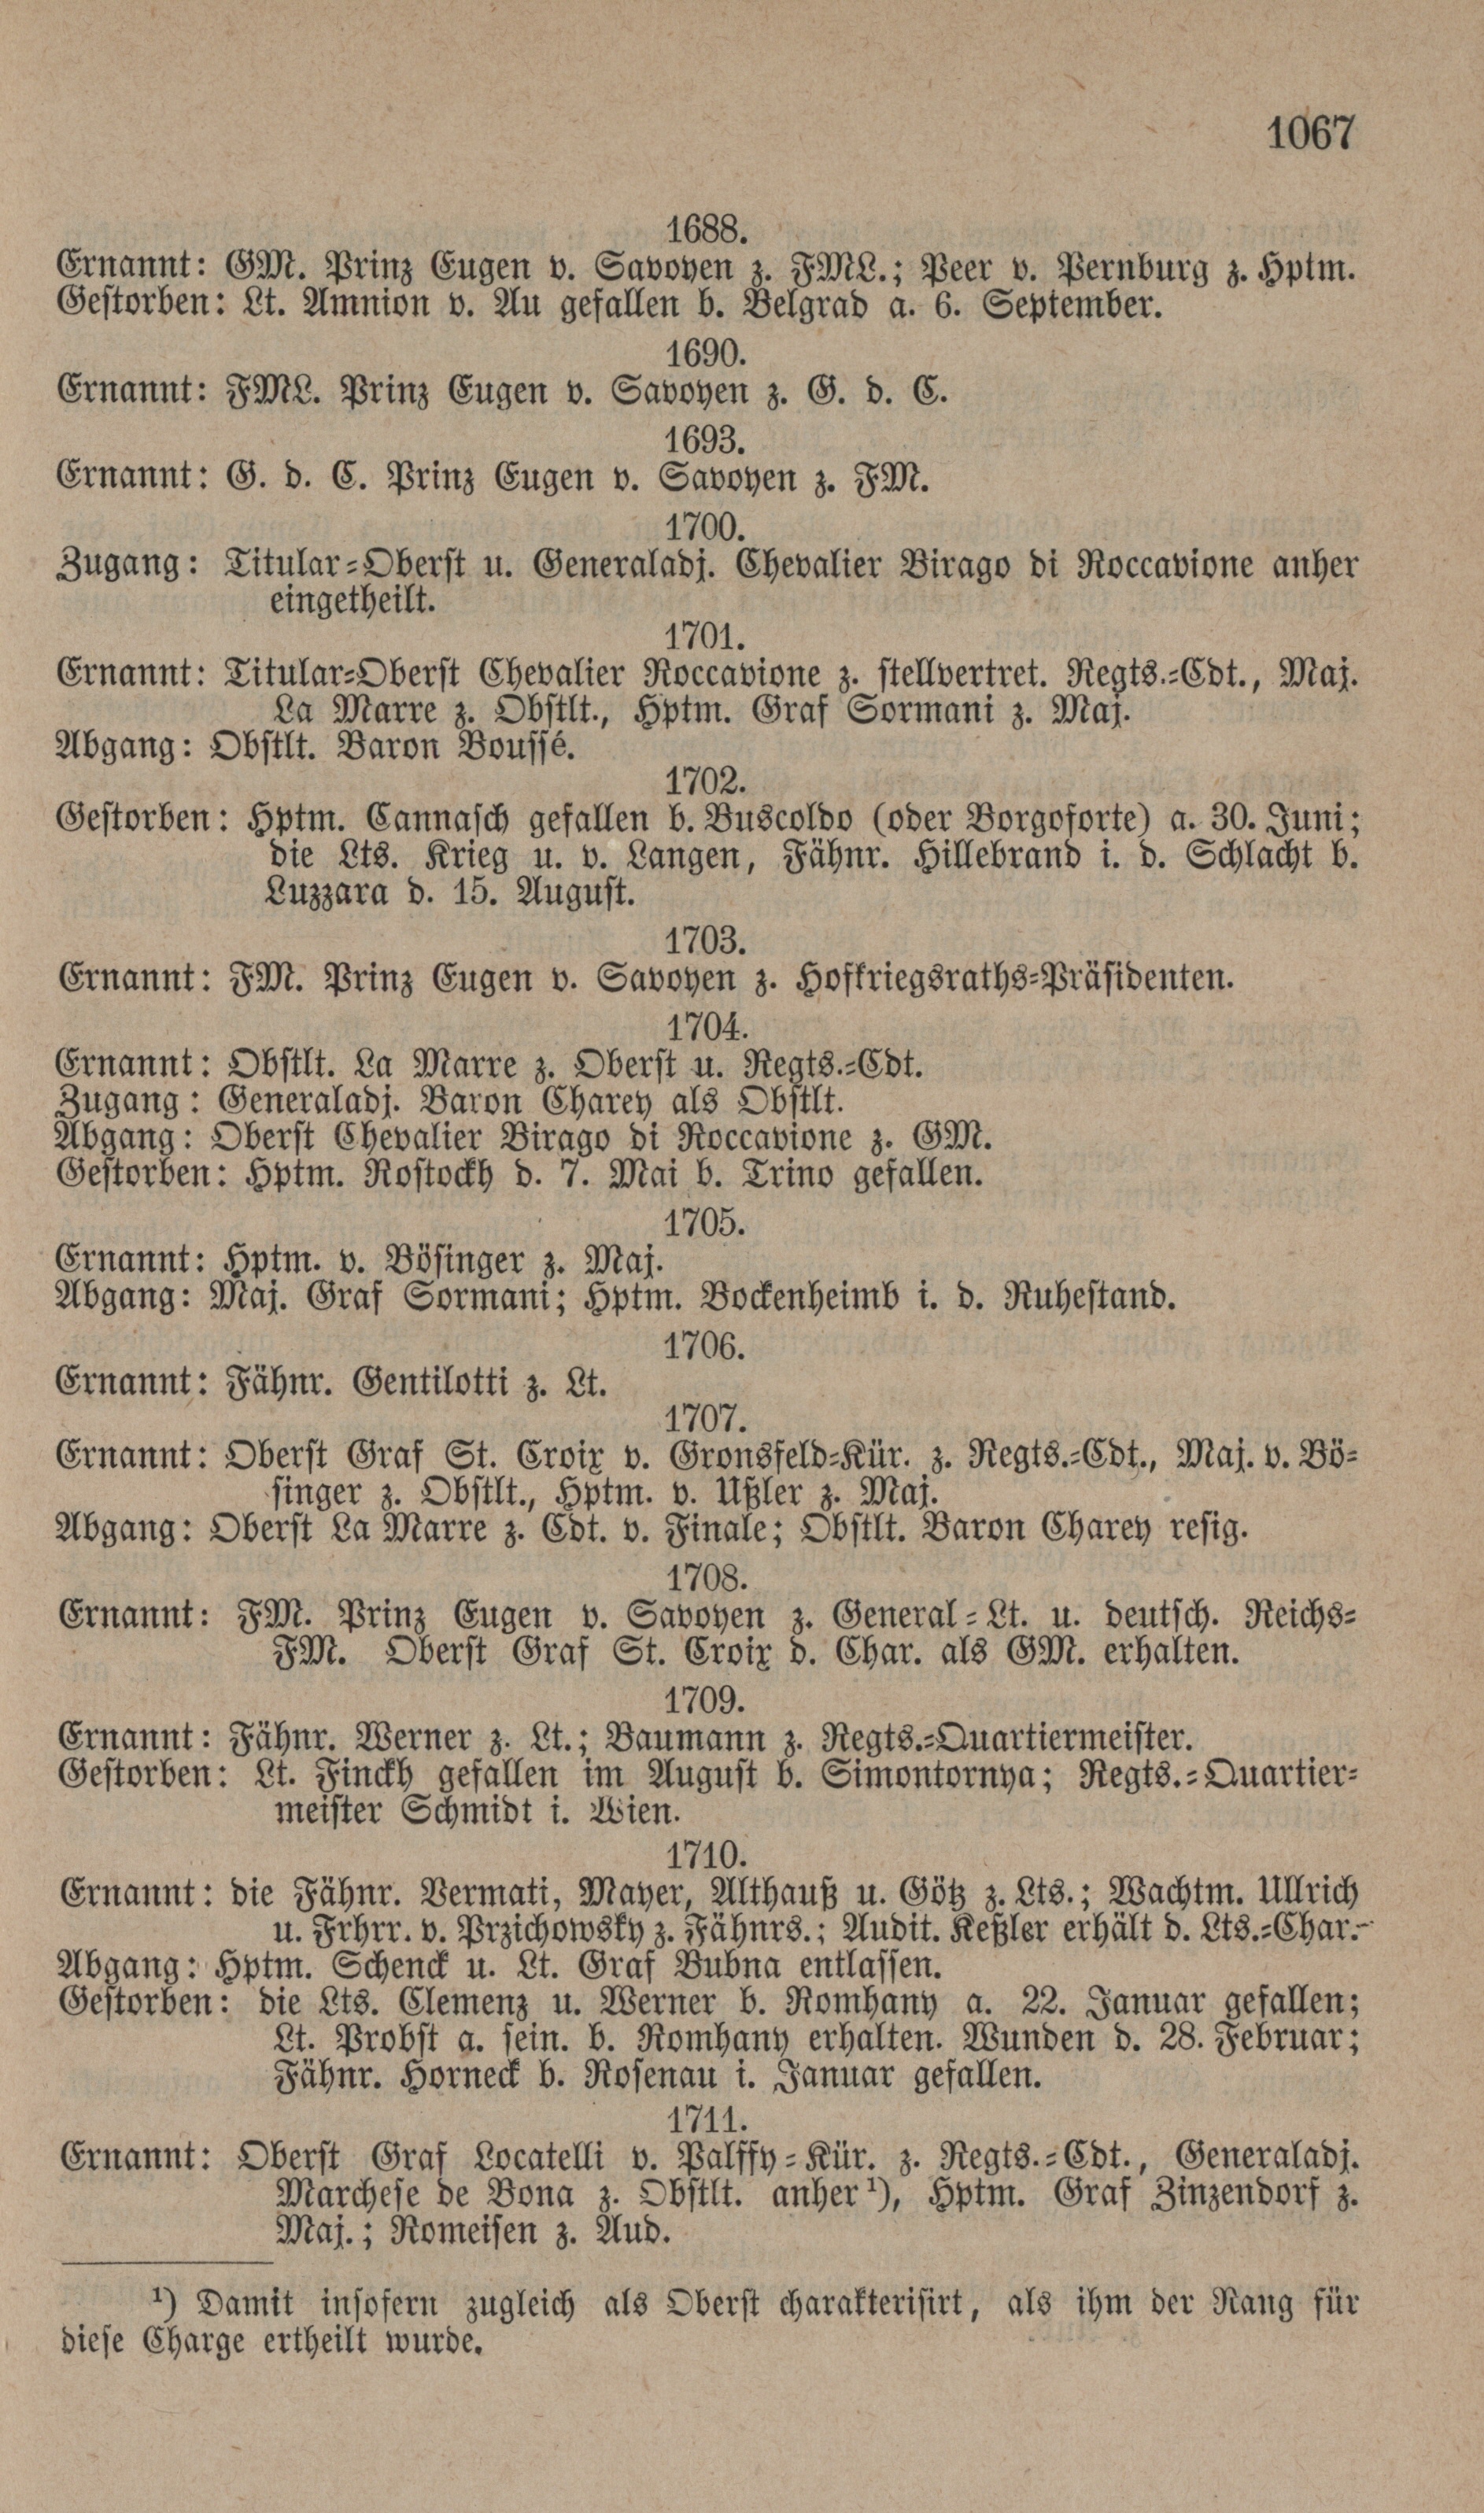 1067
1688.
Ernannt: GM. Prinz Eugen v. Savoyen z. FML.; Peer v. Pernburg z. Hptm.
Gestorben: Lt. Amnion v. Au gefallen b. Belgrad a. 6. September.
1690.
Ernannt: FML. Prinz Eugen v. Savoyen z. G. d. C.
1693.
Ernannt: G. d. C. Prinz Eugen v. Savoyen z. FM.
1700.
Zugang: Titular-Oberst u. Generaladj. Chevalier Birago di Roccavione anher
eingetheilt.
1701.
Ernannt: Titular-Oberst Chevalier Roccavione z. stellvertret. Regts.-Cdt., Maj.
La Marre z. Obstlt., Hptm. Graf Sormani z. Maj.
Abgang: Obstlt. Baron Boussé.
1702.
Gestorben: Hptm. Cannasch gefallen b. Buscoldo (oder Borgoforte) a. 30. Juni;
die Lts. Krieg u. v. Langen, Fähnr. Hillebrand i. d. Schlacht b.
Luzzara d. 15. August.
1703.
Ernannt: FM. Prinz Eugen v. Savoyen z. Hofkriegsraths-Präsidenten.
1704.
Ernannt: Obstlt. La Marre z. Oberst u. Regts.-Cdt.
Zugang: Generaladj. Baron Charey als Obstlt.
Abgang: Oberst Chevalier Birago di Roccavione z. GM.
Gestorben: Hptm. Rostockh d. 7. Mai b. Trino gefallen.
1705.
Ernannt: Hptm. v. Bösinger z. Maj.
Abgang: Maj. Graf Sormani; Hptm. Bockenheimb i. d. Ruhestand.
1706.
Ernannt: Fähnr. Gentilotti z. Lt.
1707.
Ernannt: Oberst Graf St. Croix v. Gronsfeld-Kür. z. Regts.-Cdt., Maj. v. Bö-
singer z. Obstlt., Hptm. v. Ußler z. Maj.
Abgang: Oberst La Marre z. Cdt. v. Finale; Obstlt. Baron Charey resig.
1708.
Ernannt: FM. Prinz Eugen v. Savoyen z. General-Lt. u. deutsch. Reichs-
FM. Oberst Graf St. Croix d. Char. als GM. erhalten.
1709.
Ernannt: Fähnr. Werner z. Lt.; Baumann z. Regts.-Quartiermeister.
Gestorben: Lt. Finckh gefallen im August b. Simontornya; Regts.-Quartier-
meister Schmidt i. Wien.
1710.
Ernannt: die Fähnr. Vermati, Mayer, Althauß u. Götz z. Lts.; Wachtm. Ullrich
u. Frhrr. v. Przichowsky z. Fähnrs.; Audit. Keßler erhält d. Lts.-Char.-
Abgang: Hptm. Schenck u. Lt. Graf Bubna entlassen.
Gestorben: die Lts. Clemenz u. Werner b. Romhany a. 22. Januar gefallen;
Lt. Probst a. sein. b. Romhany erhalten. Wunden d. 28. Februar;
Fähnr. Horneck b. Rosenau i. Januar gefallen.
1711.
Ernannt: Oberst Graf Locatelli v. Palffy-Kür. z. Regts.-Cdt., Generaladj.
Marchese de Bona z. Obstlt. anher¹), Hptm. Graf Zinzendorf z.
Maj.; Romeisen z. Aud.
¹) Damit insofern zugleich als Oberst charakterisirt, als ihm der Rang für
diese Charge ertheilt wurde.